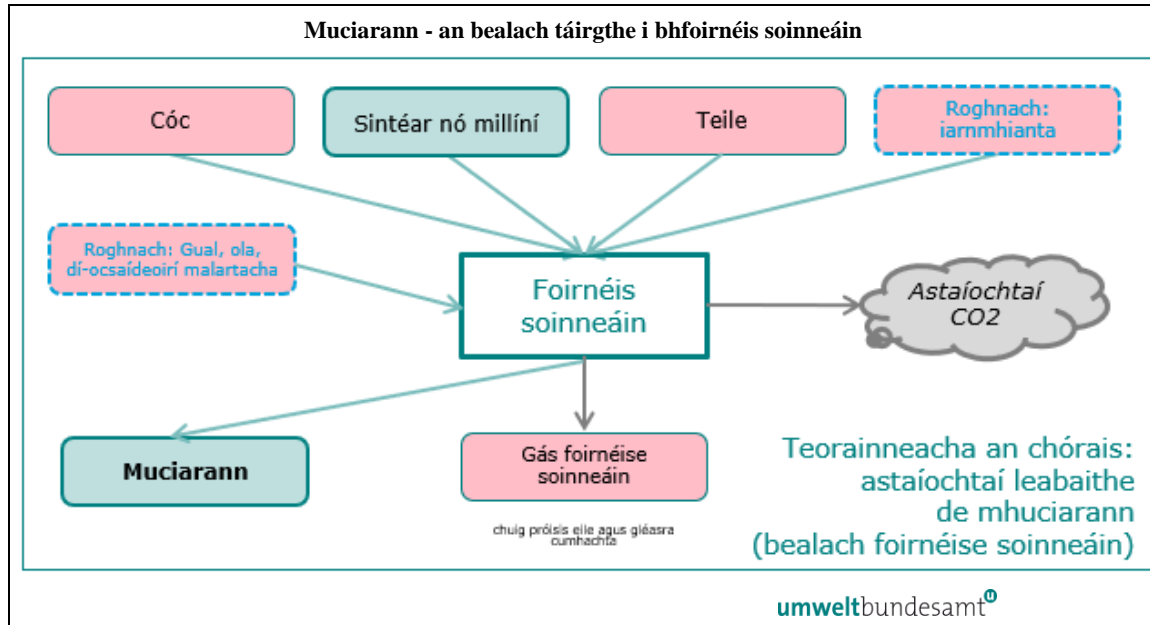 Muciarann - an bealach táirgthe i bhfoirnéis soinneáin
Cóc
Sintéar nó millíní
Teile
Roghnach:
iarnmhianta
Roghnach: Gual, ola,
dí-ocsaídeoirí malartacha
Foirnéis
soinneáin
Astaíochtaí
CO2
Muciarann
Gás foirnéise
soinneáin
chuig próisis eile agus gléasra
cumhachta
Teorainneacha an chórais:
astaíochtaí leabaithe
de mhuciarann
(bealach foirnéise soinneáin)
umweltbundesamt